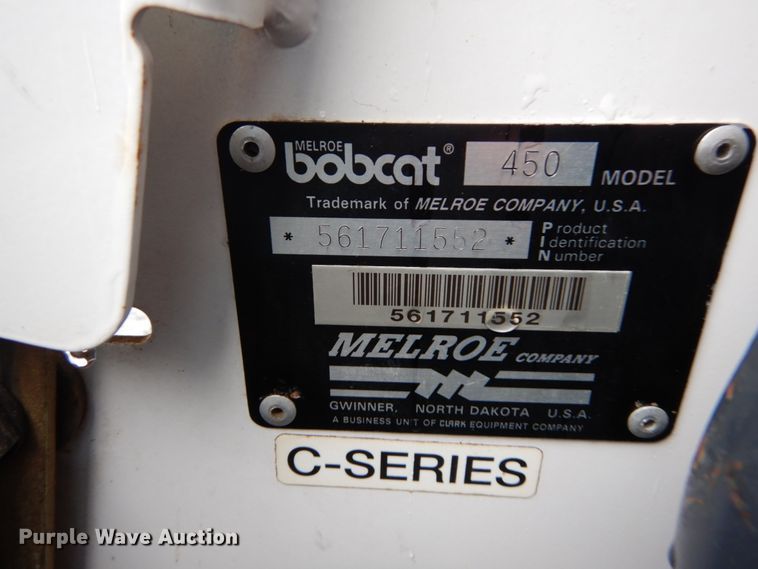 MELROE
bobcat® 450 MODEL
Trademark of MELROE COMPANY, U.S.A.
* 561711552 * Product Identification Number
561711552
MELROE COMPANY
GWINNER, NORTH DAKOTA U.S.A.
A BUSINESS UNIT OF CLARK EQUIPMENT COMPANY
C-SERIES
Purple Wave Auction